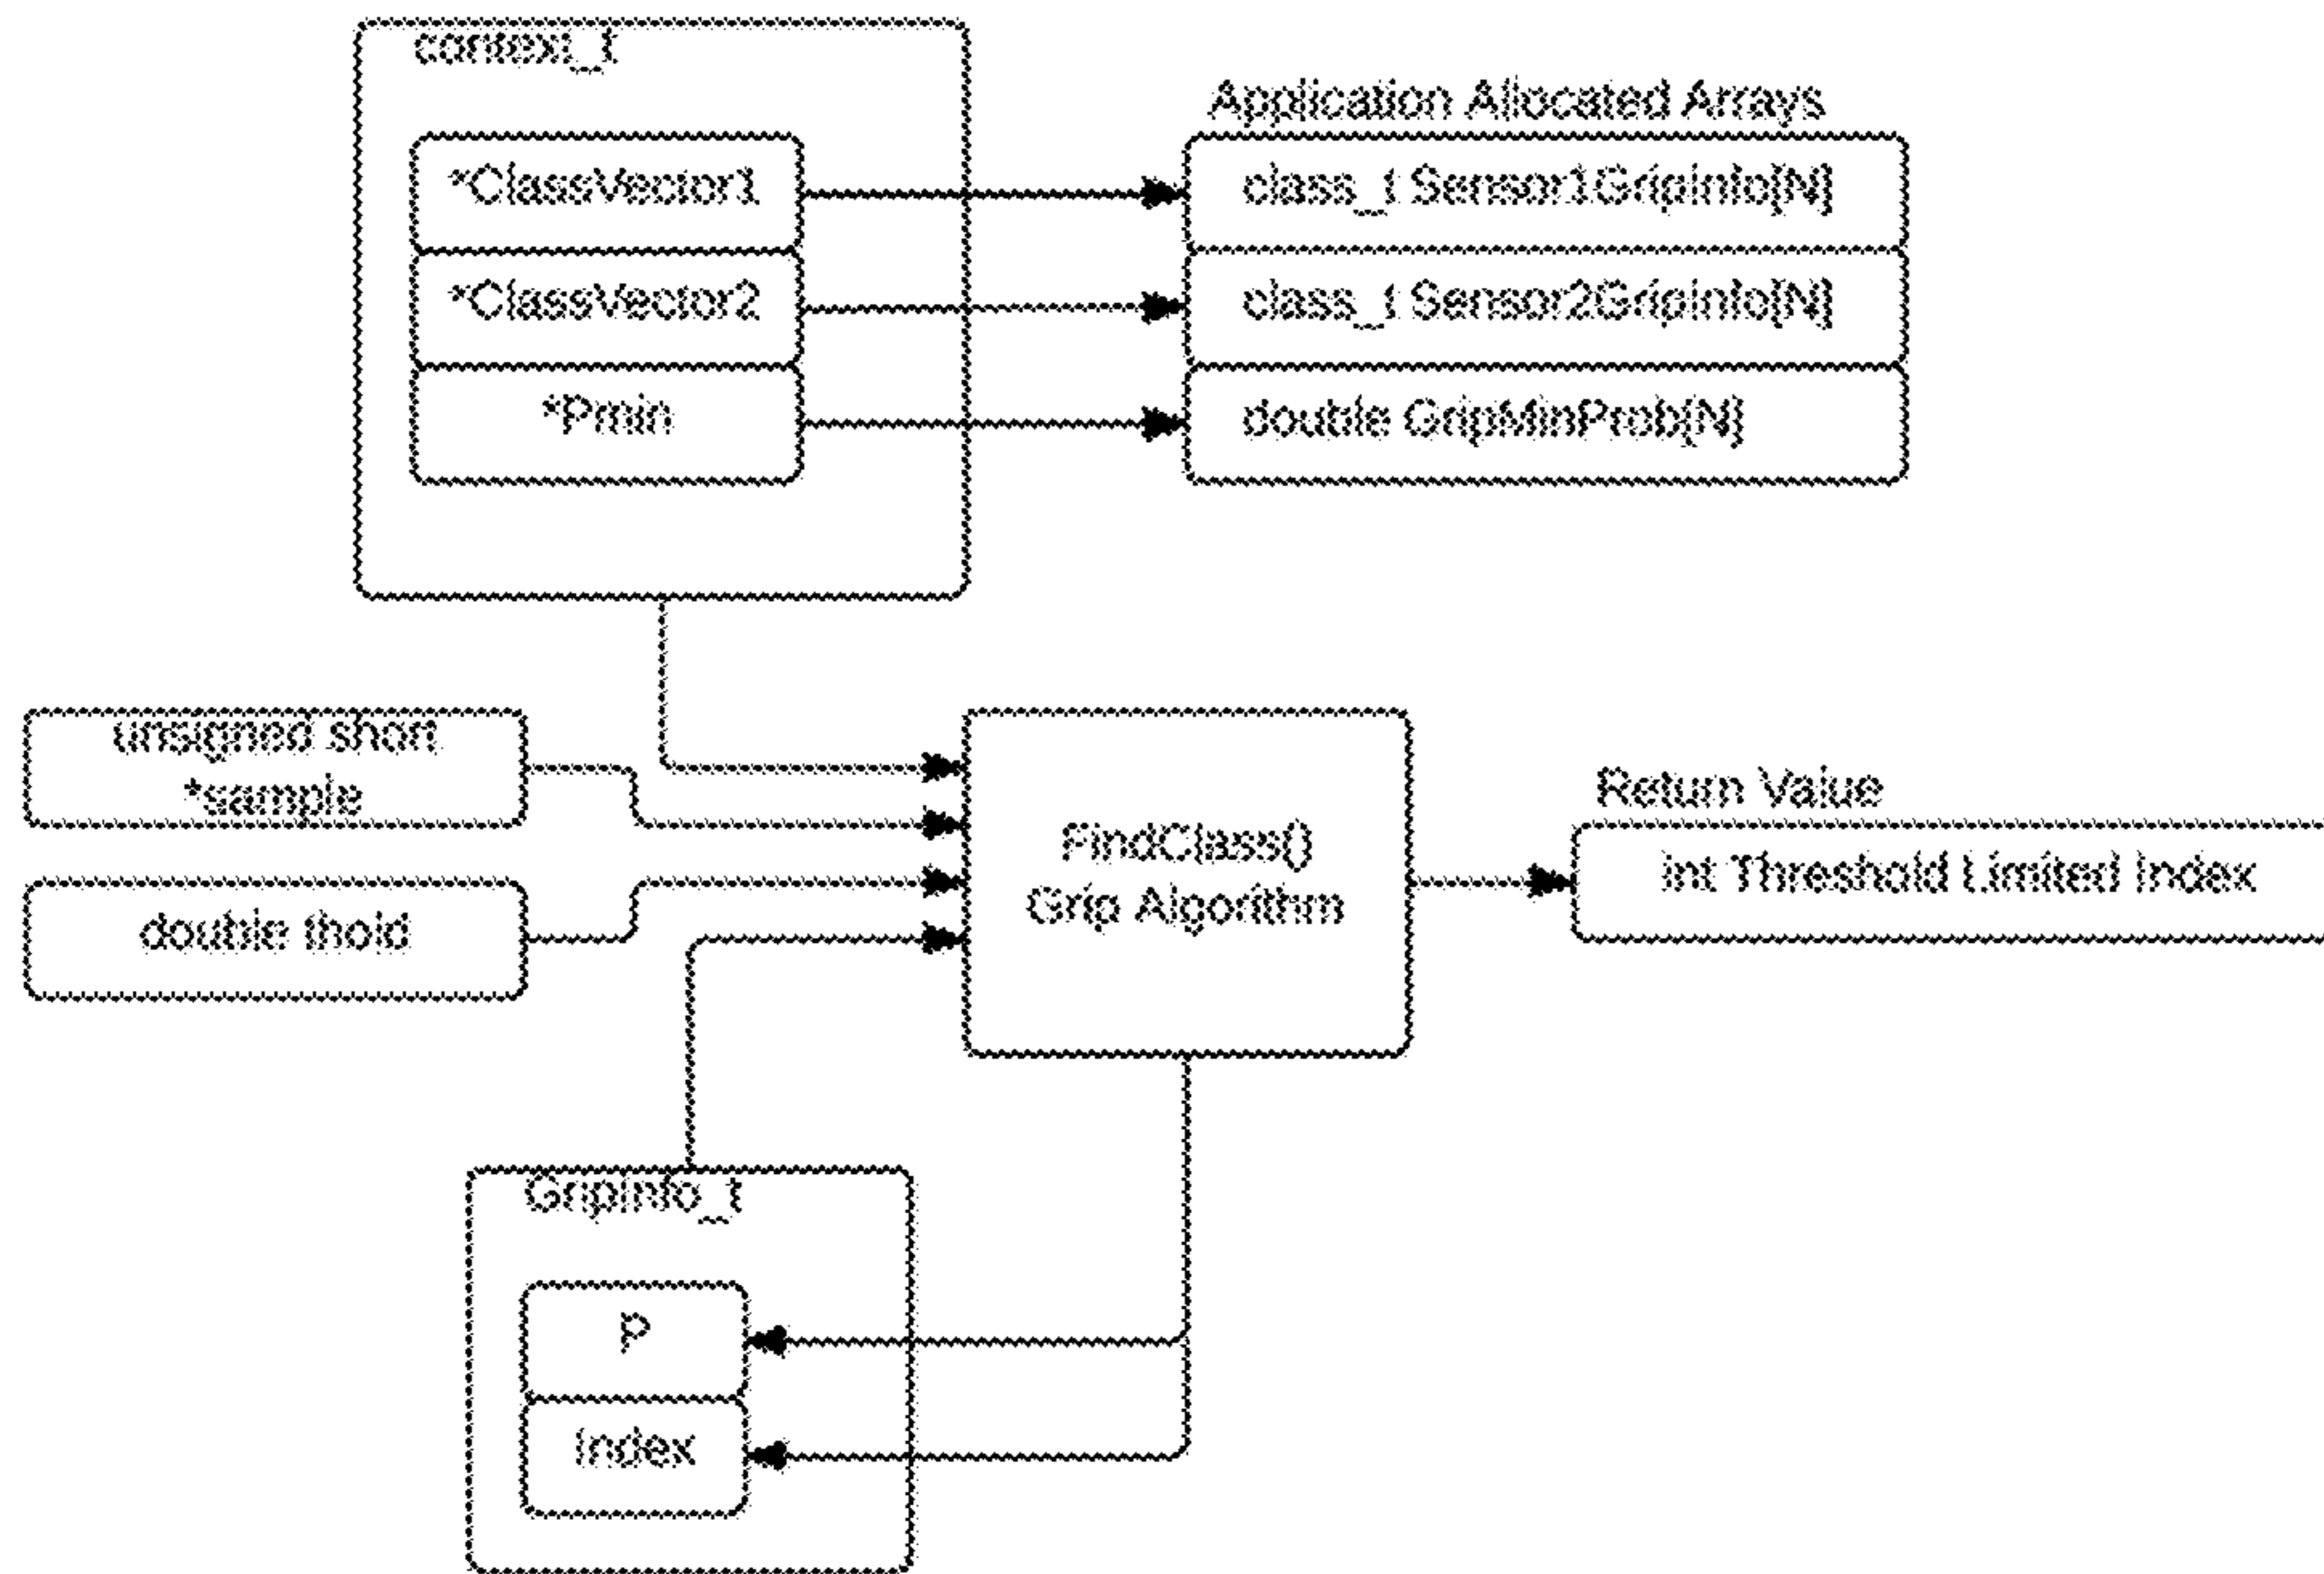 context_t
Application Allocated Arrays
*ClassVector1
class_t Sensor1GripInfo[N]
*ClassVector2
class_t Sensor2GripInfo[N]
*Pmin
double GripMinProb[N]
unsigned short
*sample
double thold
FindClass()
Grip Algorithm
Return Value
int Threshold Limited Index
GripInfo_t
P
Index